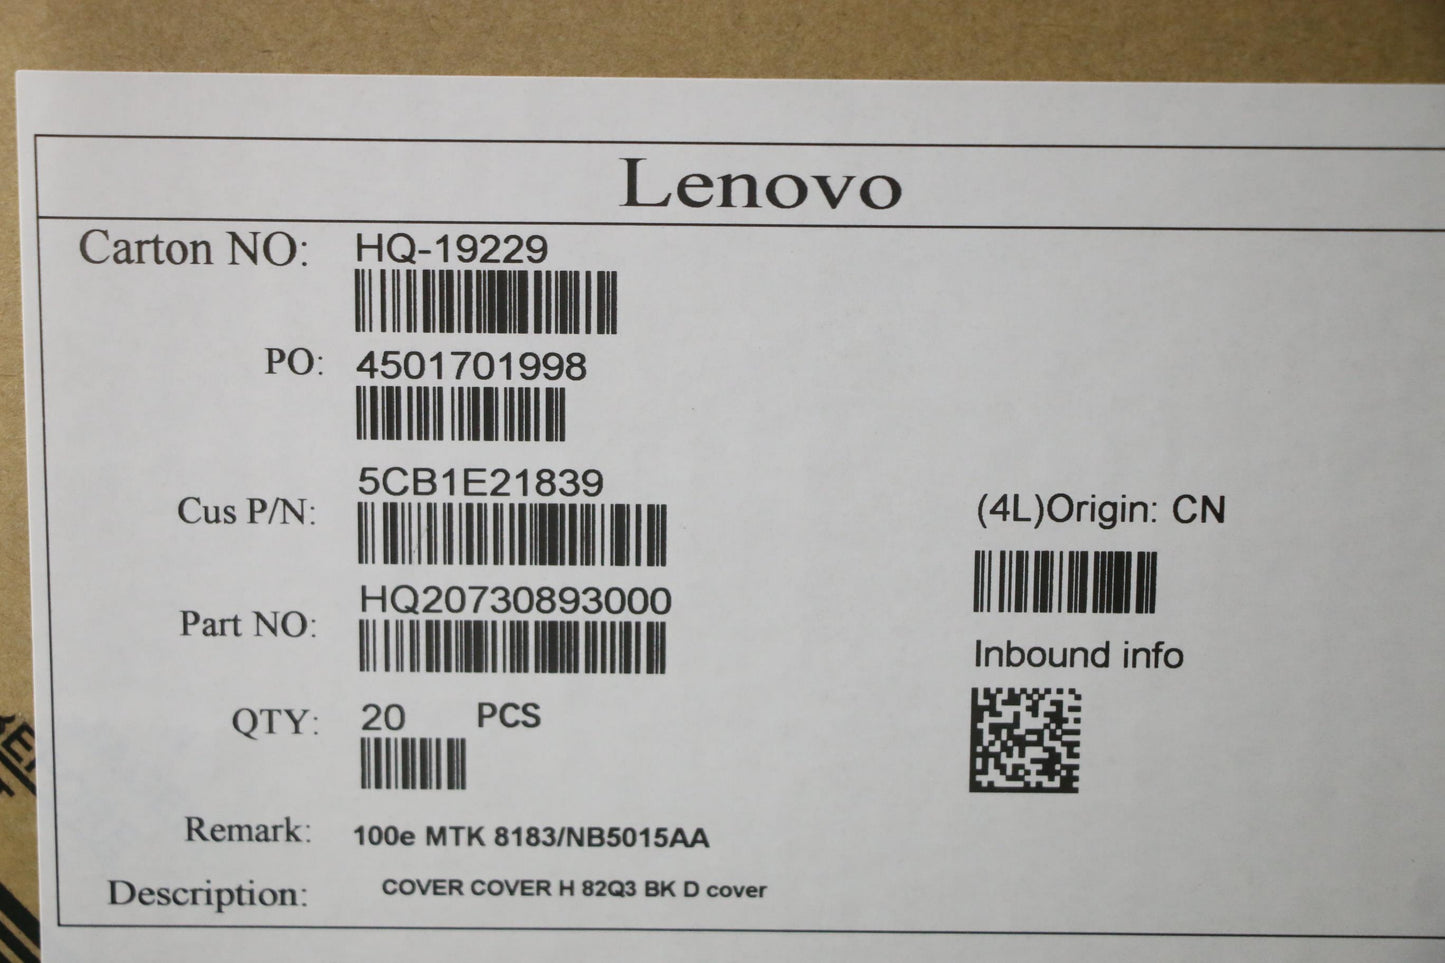 Lenovo
Carton NO: HQ-19229
PO: 4501701998
Cus P/N: 5CB1E21839
(4L)Origin: CN
Part NO: HQ20730893000
Inbound info
QTY: 20 PCS
Remark: 100e MTK 8183/NB5015AA
Description: COVER COVER H 82Q3 BK D cover